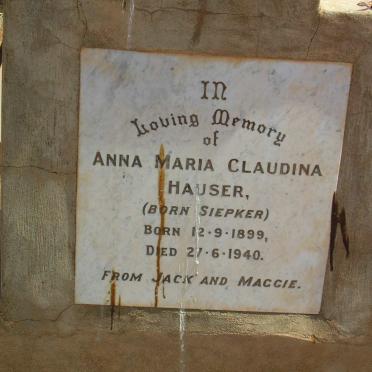 IN
Loving Memory
of
ANNA MARIA CLAUDINA
HAUSER,
(BORN SIEPKER)
BORN 12·9·1899,
DIED 27·6·1940.
FROM JACK AND MAGGIE.